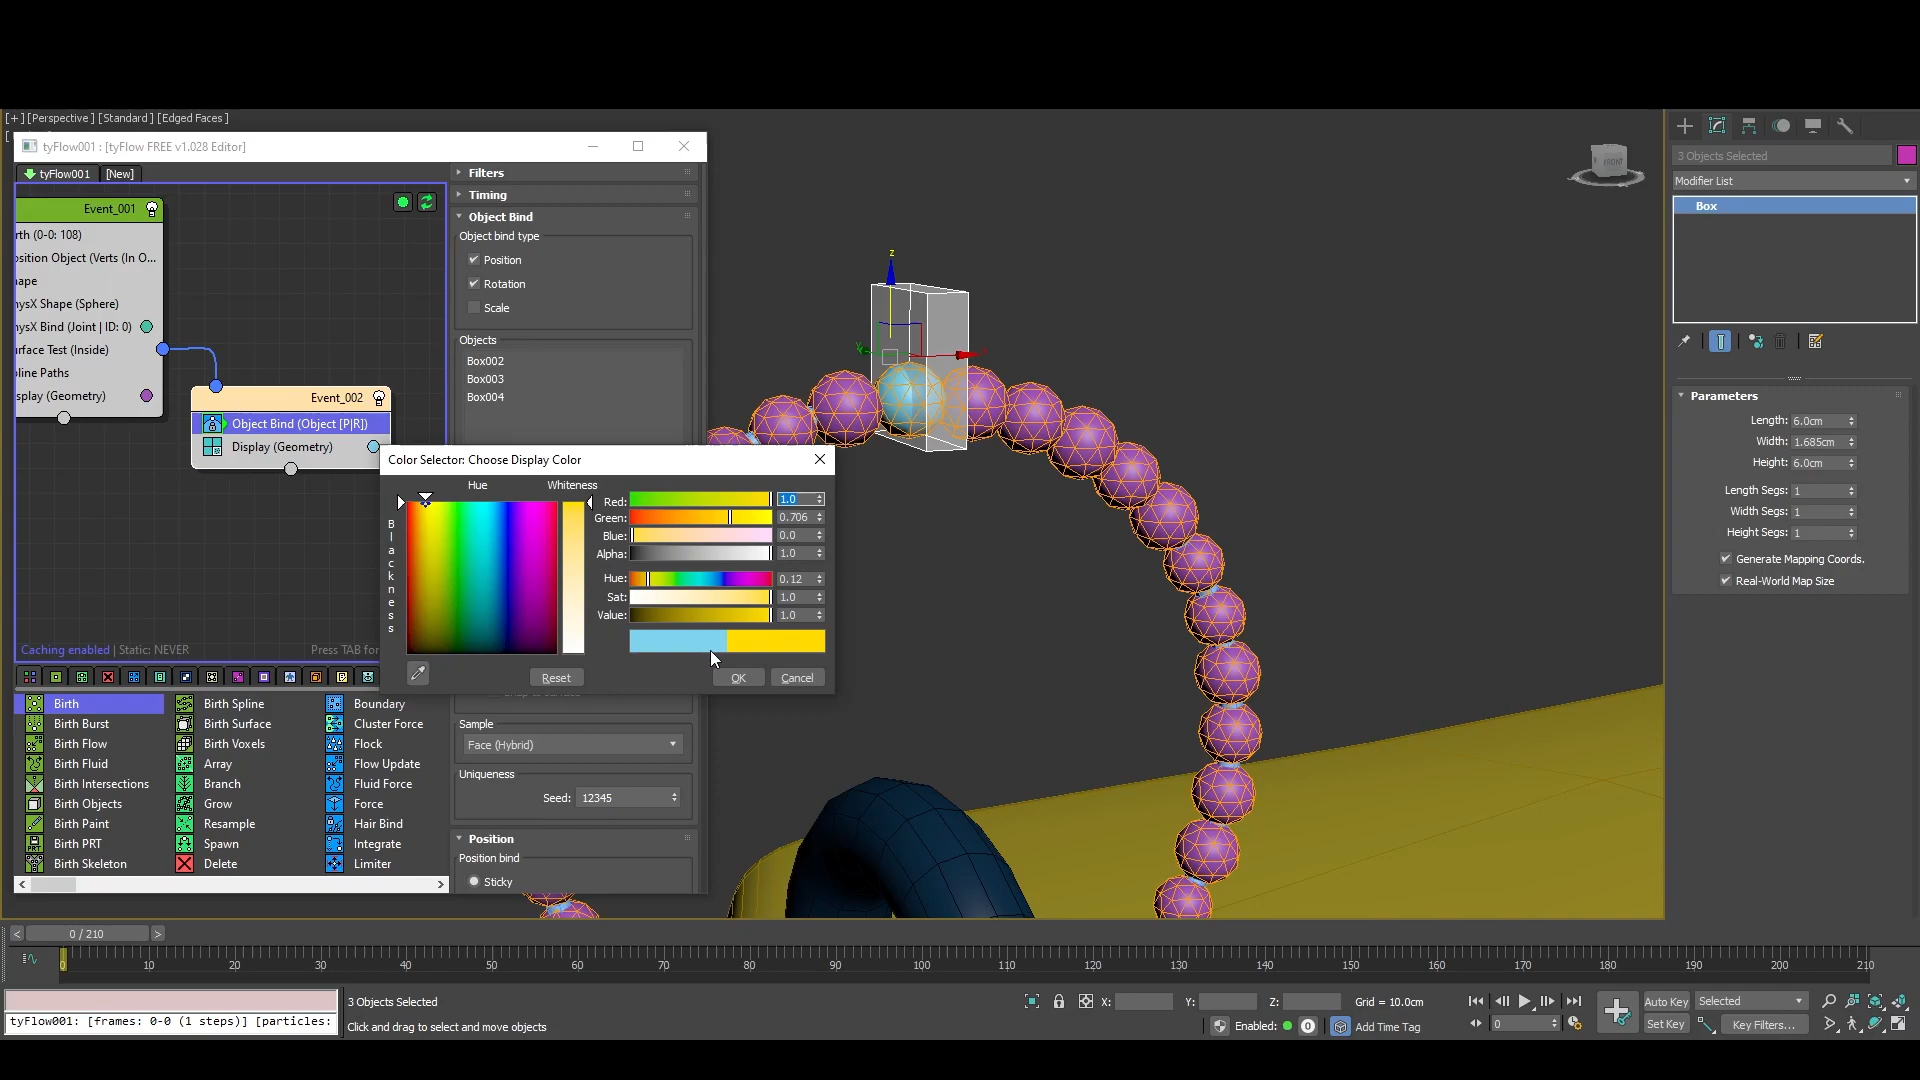 [+] [Perspective ] [Standard ] [Edged Faces ]
tyFlow001 : [tyFlow FREE v1.028 Editor]
tyFlow001 [New]
Event_001
rth (0-0: 108)
osition Object (Verts (In O...
ape
nysX Shape (Sphere)
nysX Bind (Joint | ID: 0)
urface Test (Inside)
pline Paths
splay (Geometry)
Event_002
Object Bind (Object [P|R])
Display (Geometry)
Caching enabled | Static: NEVER
Press TAB for
Filters
Timing
Object Bind
Object bind type
Position
Rotation
Scale
Objects
Box002
Box003
Box004
Color Selector: Choose Display Color
Hue
Whiteness
Blackness
Red: 1.0
Green: 0.706
Blue: 0.0
Alpha: 1.0
Hue: 0.12
Sat: 1.0
Value: 1.0
Reset
OK
Cancel
Sample
Face (Hybrid)
Uniqueness
Seed: 12345
Position
Position bind
Sticky
Birth
Birth Burst
Birth Flow
Birth Fluid
Birth Intersections
Birth Objects
Birth Paint
Birth PRT
Birth Skeleton
Birth Spline
Birth Surface
Birth Voxels
Array
Branch
Grow
Resample
Spawn
Delete
Boundary
Cluster Force
Flock
Flow Update
Fluid Force
Force
Hair Bind
Integrate
Limiter
z
FRONT
3 Objects Selected
Modifier List
Box
Parameters
Length: 6.0cm
Width: 1.685cm
Height: 6.0cm
Length Segs: 1
Width Segs: 1
Height Segs: 1
Generate Mapping Coords.
Real-World Map Size
< 0 / 210 >
0 10 20 30 40 50 60 70 80 90 100 110 120 130 140 150 160 170 180 190 200 210
3 Objects Selected
X: Y: Z: Grid = 10.0cm
Auto Key Selected
tyFlow001: [frames: 0-0 (1 steps)] [particles:
Click and drag to select and move objects
Enabled: 0 Add Time Tag
0
Set Key Key Filters...